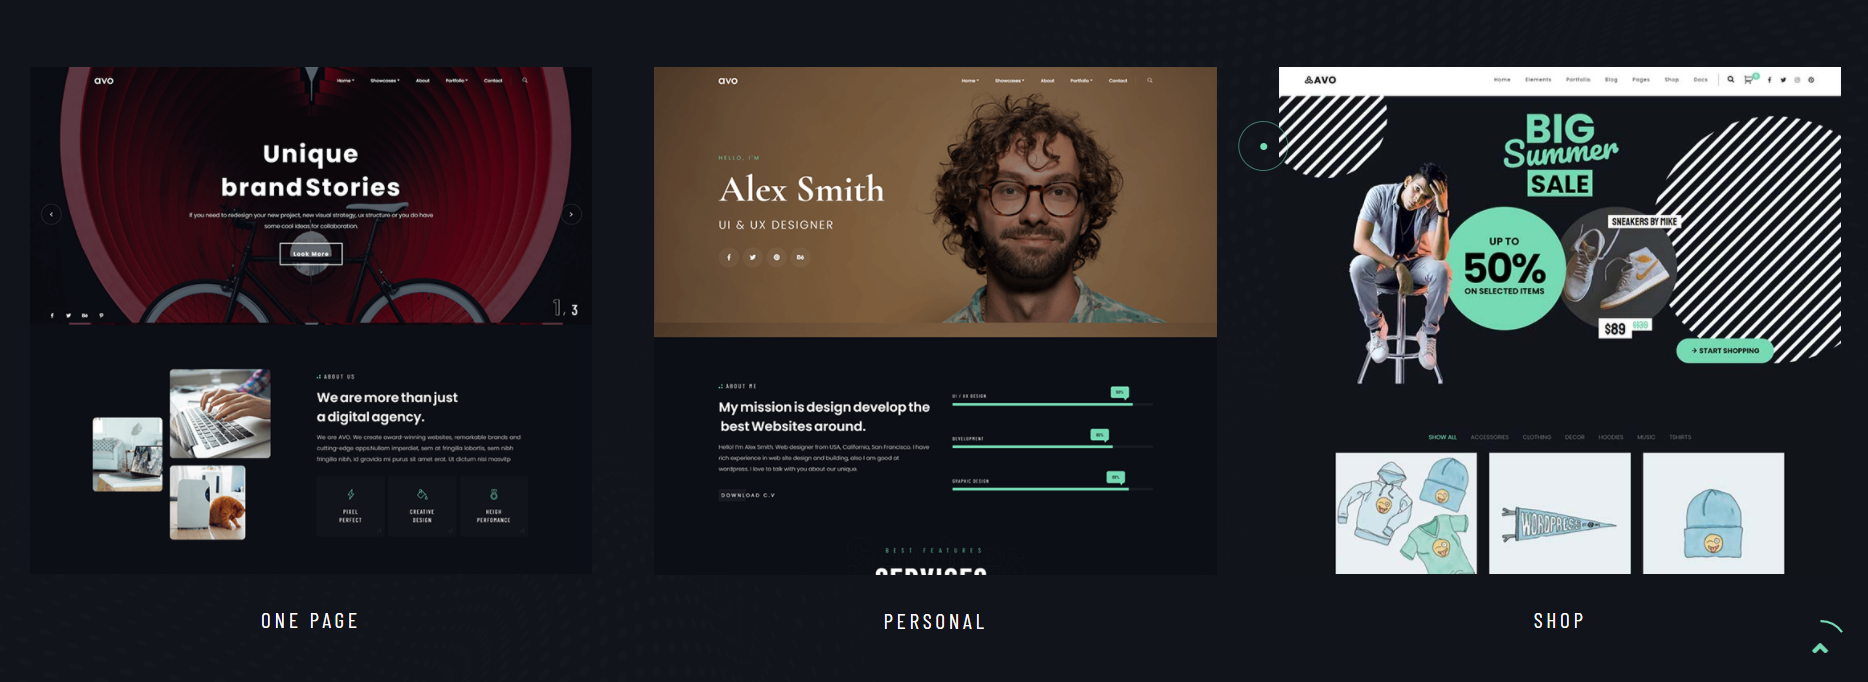 avo
Home Showcases About Portfolio Contact
Unique
brand Stories
If you need to redesign your new project, new visual strategy, ux structure or you do have
some cool ideas for collaboration.
Look More
1, 3
.: ABOUT US
We are more than just
a digital agency.
We are AVO. We create award-winning websites, remarkable brands and
cutting-edge apps.Nullam imperdiet, sem at fringilla lobortis, sem nibh
fringilla nibh, id gravida mi purus sit amet erat. Ut dictum nisi massvitp
PIXEL
PERFECT
CREATIVE
DESIGN
HEIGH
PERFOMANCE
ONE PAGE
avo
Home Showcases About Portfolio Contact
HELLO, I'M
Alex Smith
UI & UX DESIGNER
.: ABOUT ME
My mission is design develop the
best Websites around.
Hello! I'm Alex Smith, Web designer from USA, California, San Francisco. I have
rich experience in web site design and building, also I am good at
wordpress. I love to talk with you about our unique.
DOWNLOAD C.V
UI / UX DESIGN
90%
DEVELOPMENT
GRAPHIC DESIGN
BEST FEATURES
SERVICES
PERSONAL
AVO
Home Elements Portfolio Blog Pages Shop Docs
BIG
Summer
SALE
SNEAKERS BY MIKE
UP TO
50%
ON SELECTED ITEMS
$89
→ START SHOPPING
SHOW ALL ACCESSORIES CLOTHING DECOR HOODIES MUSIC TSHIRTS
WORDPRESS
SHOP